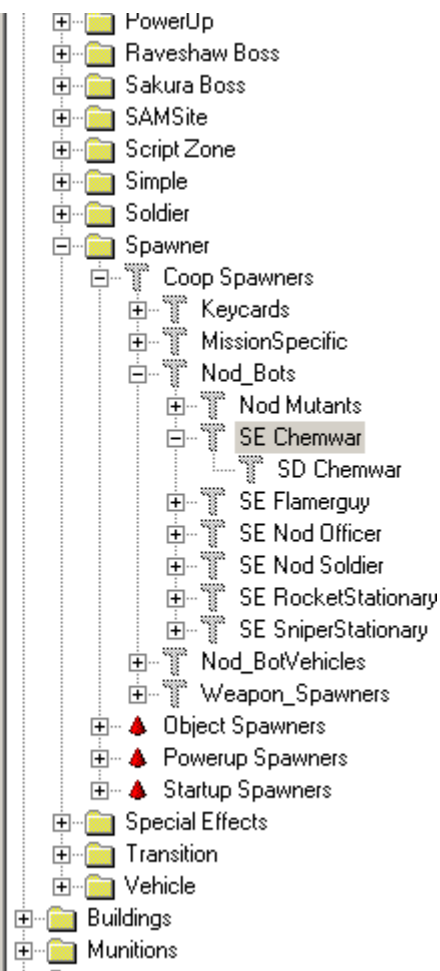 PowerUp
Raveshaw Boss
Sakura Boss
SAMSite
Script Zone
Simple
Soldier
Spawner
Coop Spawners
Keycards
MissionSpecific
Nod_Bots
Nod Mutants
SE Chemwar
SD Chemwar
SE Flamerguy
SE Nod Officer
SE Nod Soldier
SE RocketStationary
SE SniperStationary
Nod_BotVehicles
Weapon_Spawners
Object Spawners
Powerup Spawners
Startup Spawners
Special Effects
Transition
Vehicle
Buildings
Munitions